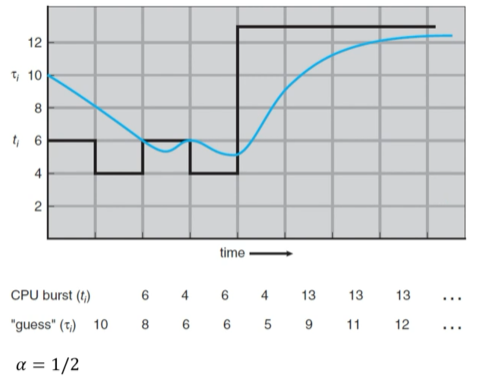 12
τi 10
8
ti 6
4
2
time
CPU burst (ti) 6 4 6 4 13 13 13 ...
"guess" (τi) 10 8 6 6 5 9 11 12 ...
α = 1/2